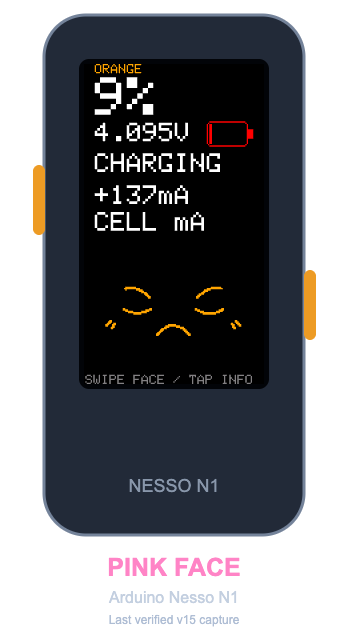 ORANGE
9%
4.095V
CHARGING
+137mA
CELL mA
SWIPE FACE / TAP INFO
NESSO N1
PINK FACE
Arduino Nesso N1
Last verified v15 capture